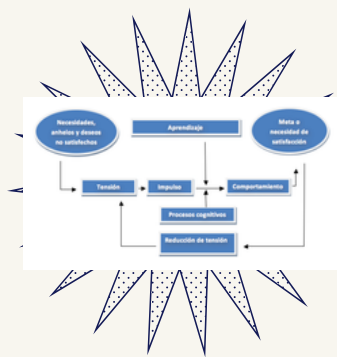 Necesidades,
anhelos y deseos
no satisfechos
Aprendizaje
Meta o
necesidad de
satisfacción
Tensión
Impulso
Comportamiento
Procesos cognitivos
Reducción de tensión